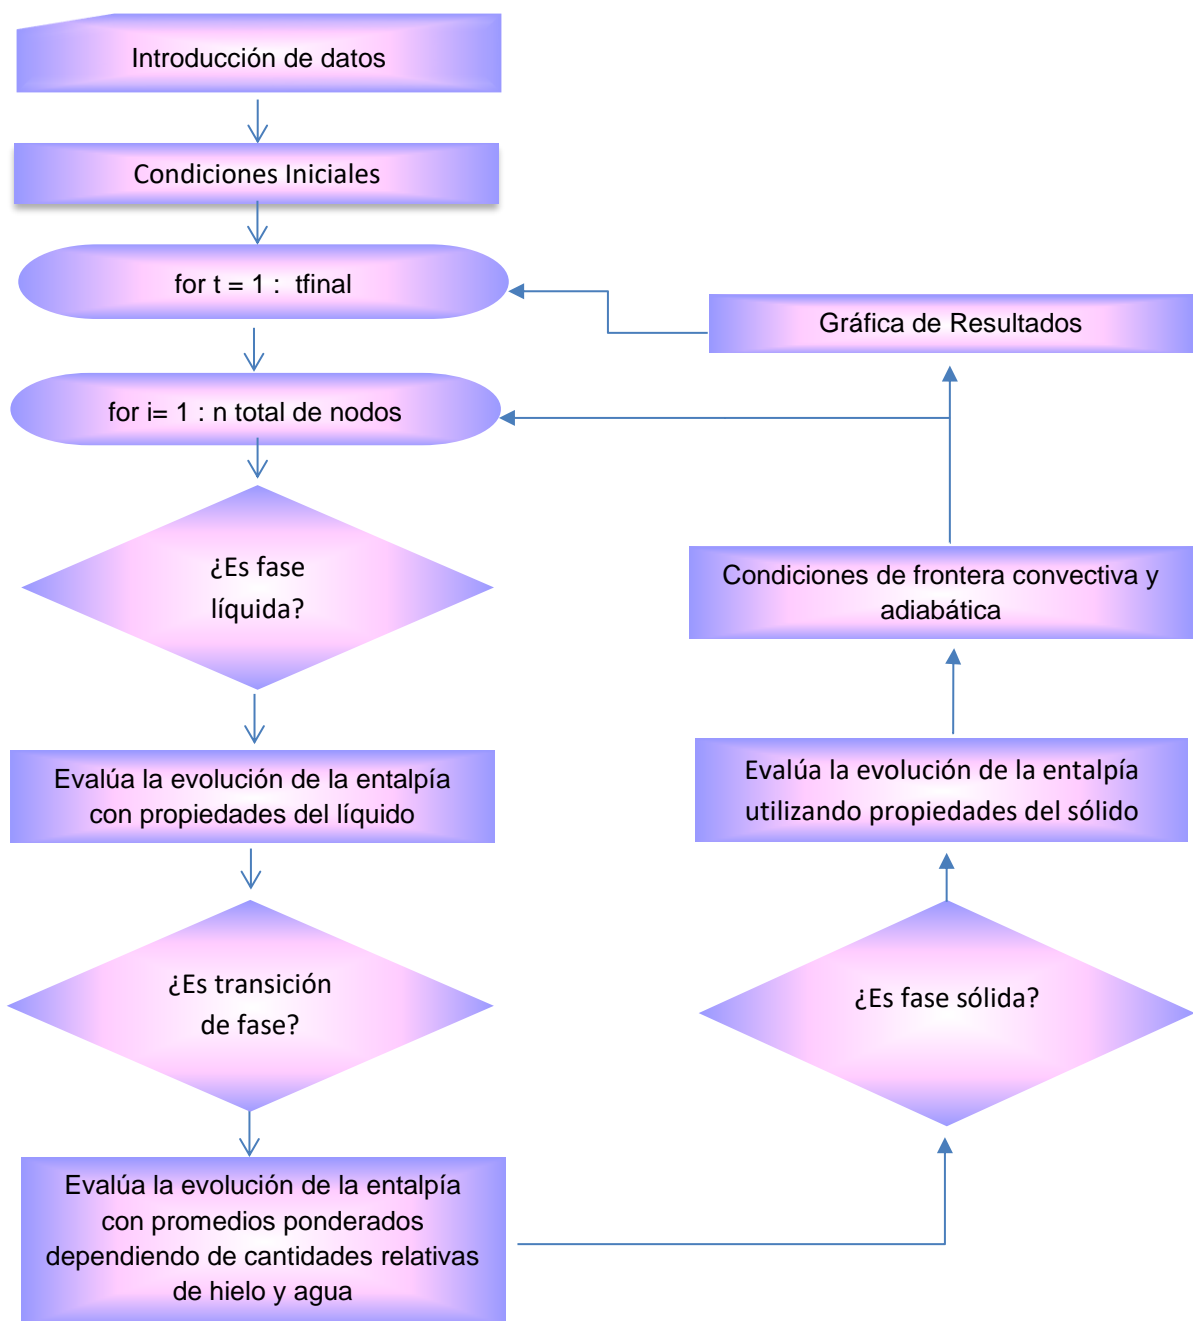 Introducción de datos
Condiciones Iniciales
for t = 1 :  tfinal
Gráfica de Resultados
for i= 1 : n total de nodos
¿Es fase
líquida?
Condiciones de frontera convectiva y
adiabática
Evalúa la evolución de la entalpía
con propiedades del líquido
Evalúa la evolución de la entalpía
utilizando propiedades del sólido
¿Es transición
de fase?
¿Es fase sólida?
Evalúa la evolución de la entalpía
con promedios ponderados
dependiendo de cantidades relativas
de hielo y agua